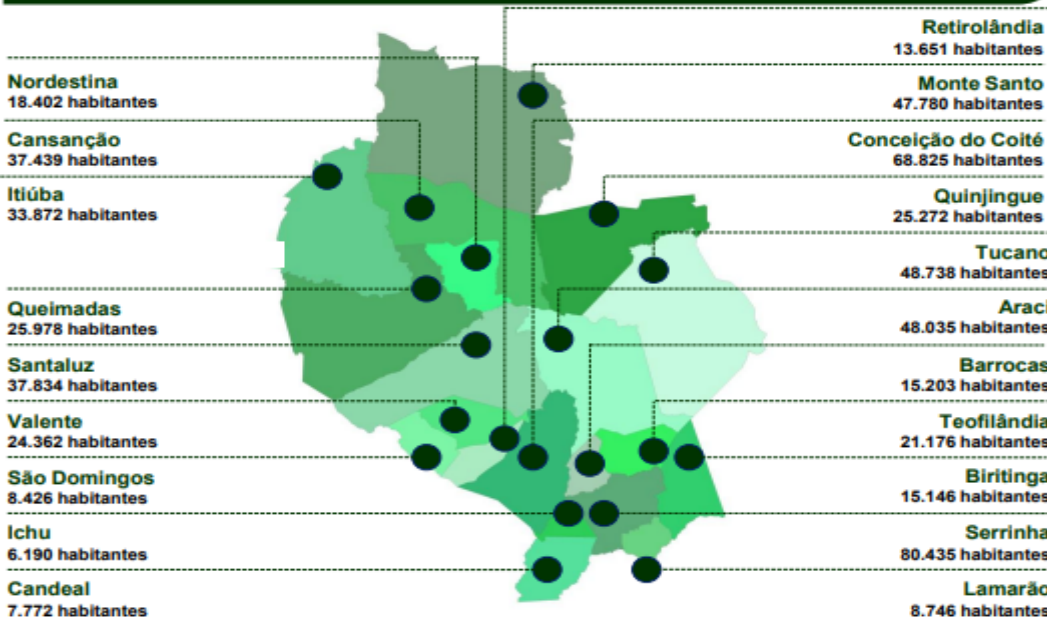 Nordestina
18.402 habitantes
Cansanção
37.439 habitantes
Itiúba
33.872 habitantes
Queimadas
25.978 habitantes
Santaluz
37.834 habitantes
Valente
24.362 habitantes
São Domingos
8.426 habitantes
Ichu
6.190 habitantes
Candeal
7.772 habitantes
Retirolândia
13.651 habitantes
Monte Santo
47.780 habitantes
Conceição do Coité
68.825 habitantes
Quinjingue
25.272 habitantes
Tucano
48.738 habitantes
Araci
48.035 habitantes
Barrocas
15.203 habitantes
Teofilândia
21.176 habitantes
Biritinga
15.146 habitantes
Serrinha
80.435 habitantes
Lamarão
8.746 habitantes